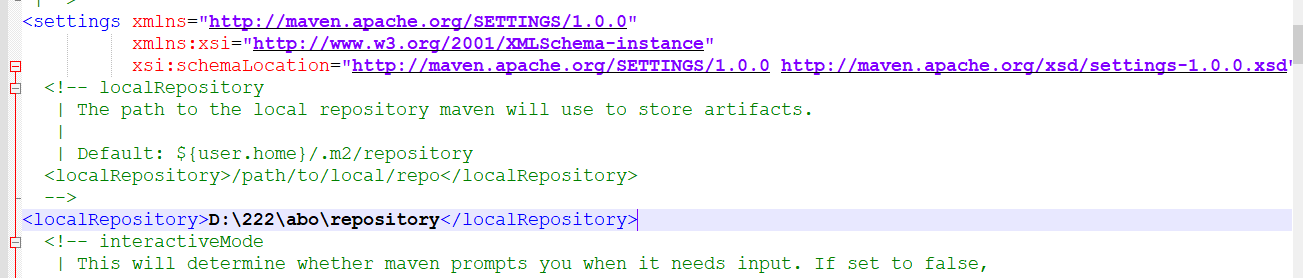 | -->
<settings xmlns="http://maven.apache.org/SETTINGS/1.0.0"
xmlns:xsi="http://www.w3.org/2001/XMLSchema-instance"
xsi:schemaLocation="http://maven.apache.org/SETTINGS/1.0.0 http://maven.apache.org/xsd/settings-1.0.0.xsd"
<!-- localRepository
| The path to the local repository maven will use to store artifacts.
|
| Default: ${user.home}/.m2/repository
<localRepository>/path/to/local/repo</localRepository>
-->
<localRepository>D:\222\abo\repository</localRepository>
<!-- interactiveMode
| This will determine whether maven prompts you when it needs input. If set to false,